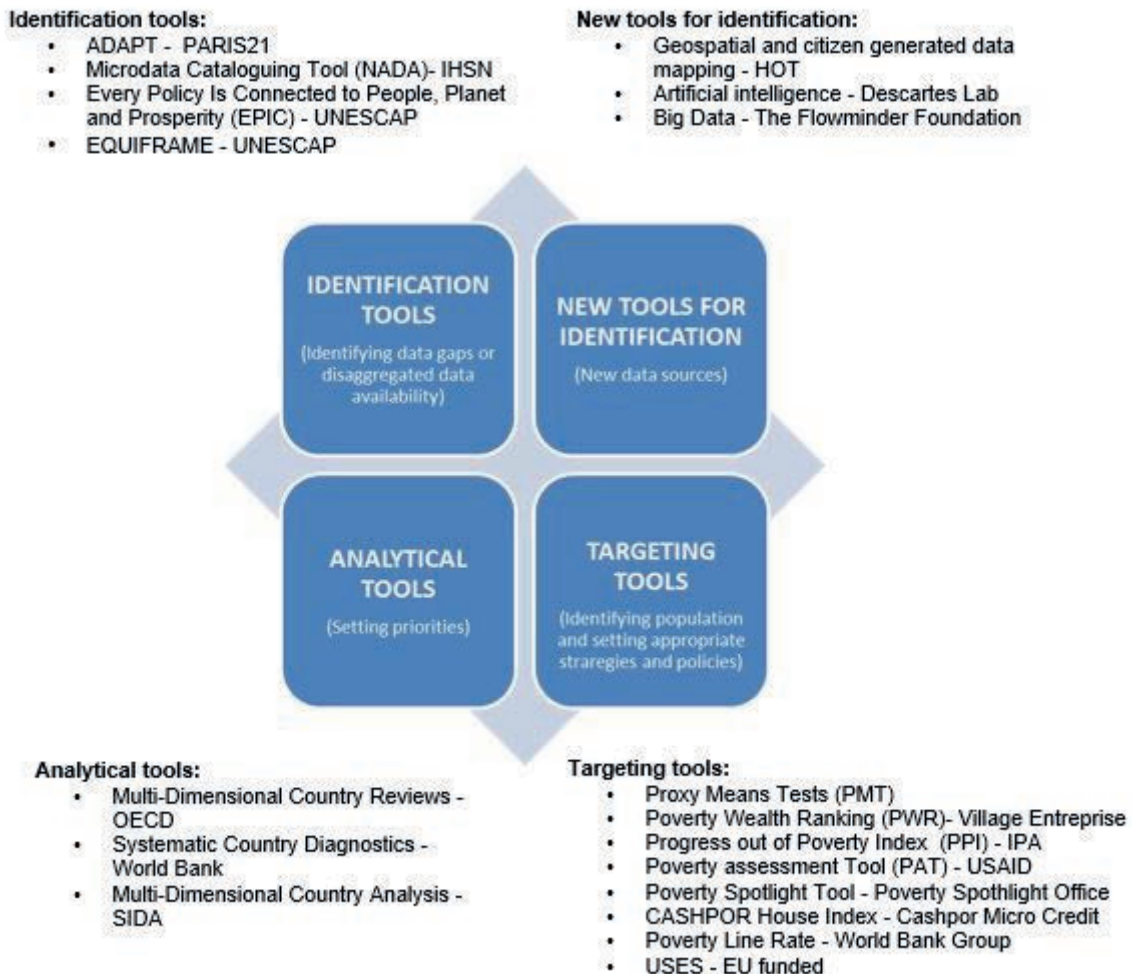 Identification tools:
• ADAPT - PARIS21
• Microdata Cataloguing Tool (NADA)- IHSN
• Every Policy Is Connected to People, Planet
and Prosperity (EPIC) - UNESCAP
• EQUIFRAME - UNESCAP
New tools for identification:
• Geospatial and citizen generated data
mapping - HOT
• Artificial intelligence - Descartes Lab
• Big Data - The Flowminder Foundation
IDENTIFICATION
TOOLS
(Identifying data gaps or
disaggregated data
availability)
NEW TOOLS FOR
IDENTIFICATION
(New data sources)
ANALYTICAL
TOOLS
(Setting priorities)
TARGETING
TOOLS
(Identifying population
and setting appropriate
straregies and policies)
Analytical tools:
• Multi-Dimensional Country Reviews -
OECD
• Systematic Country Diagnostics -
World Bank
• Multi-Dimensional Country Analysis -
SIDA
Targeting tools:
• Proxy Means Tests (PMT)
• Poverty Wealth Ranking (PWR)- Village Entreprise
• Progress out of Poverty Index (PPI) - IPA
• Poverty assessment Tool (PAT) - USAID
• Poverty Spotlight Tool - Poverty Spothlight Office
• CASHPOR House Index - Cashpor Micro Credit
• Poverty Line Rate - World Bank Group
• USES - EU funded